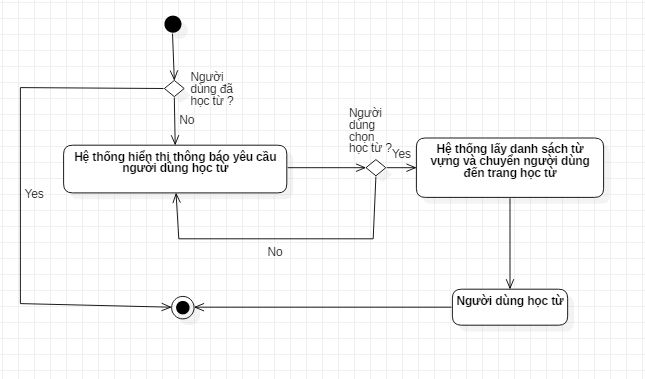 Người
dùng đã
học từ ?
No
Người
dùng
chọn
học từ ?
Yes
Hệ thống hiển thị thông báo yêu cầu
người dùng học từ
Hệ thống lấy danh sách từ
vựng và chuyển người dùng
đến trang học từ
Yes
No
Người dùng học từ